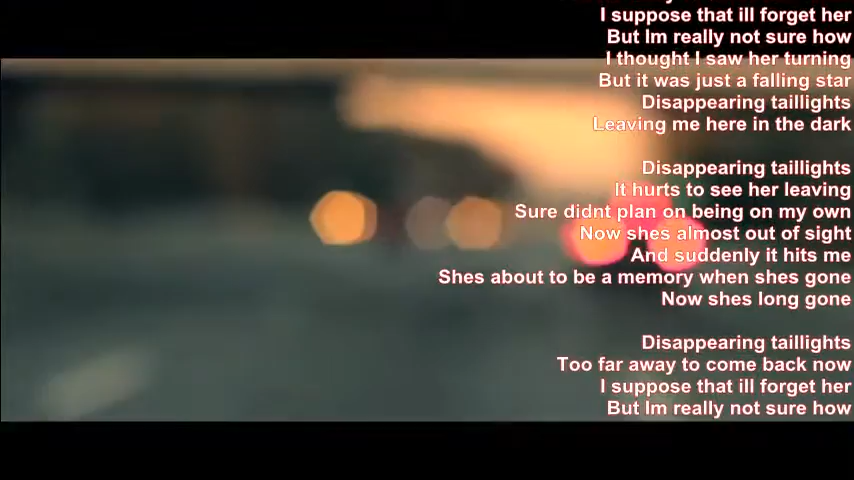 I suppose that ill forget her
But Im really not sure how
I thought I saw her turning
But it was just a falling star
Disappearing taillights
Leaving me here in the dark
Disappearing taillights
It hurts to see her leaving
Sure didnt plan on being on my own
Now shes almost out of sight
And suddenly it hits me
Shes about to be a memory when shes gone
Now shes long gone
Disappearing taillights
Too far away to come back now
I suppose that ill forget her
But Im really not sure how